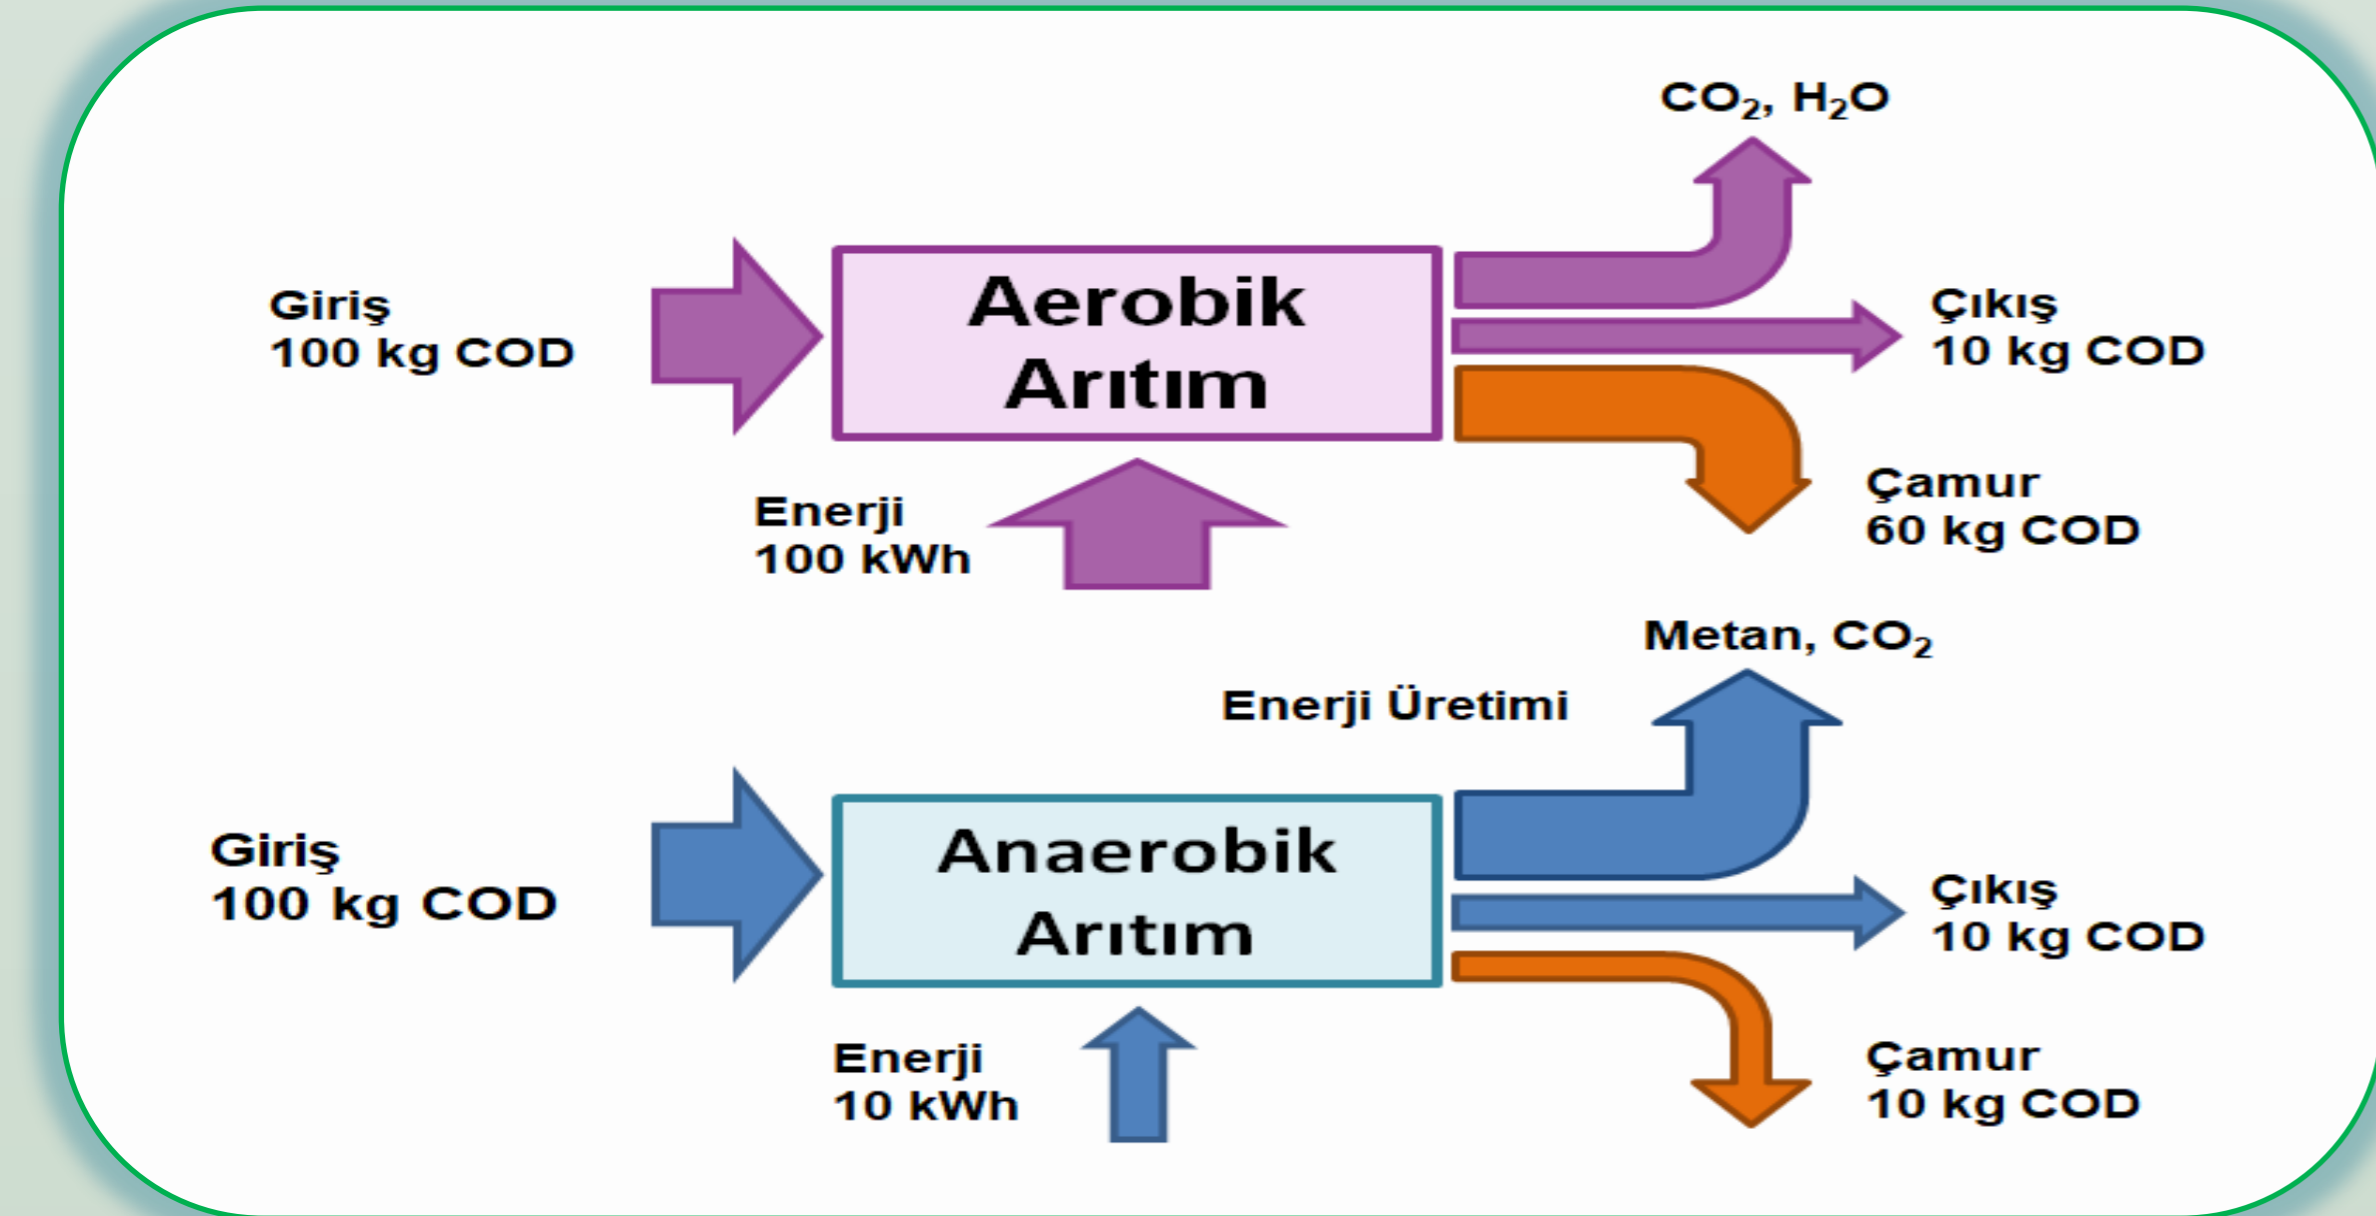 CO₂, H₂O
Giriş
100 kg COD
Aerobik
Arıtım
Çıkış
10 kg COD
Enerji
100 kWh
Çamur
60 kg COD
Metan, CO₂
Enerji Üretimi
Giriş
100 kg COD
Anaerobik
Arıtım
Çıkış
10 kg COD
Enerji
10 kWh
Çamur
10 kg COD